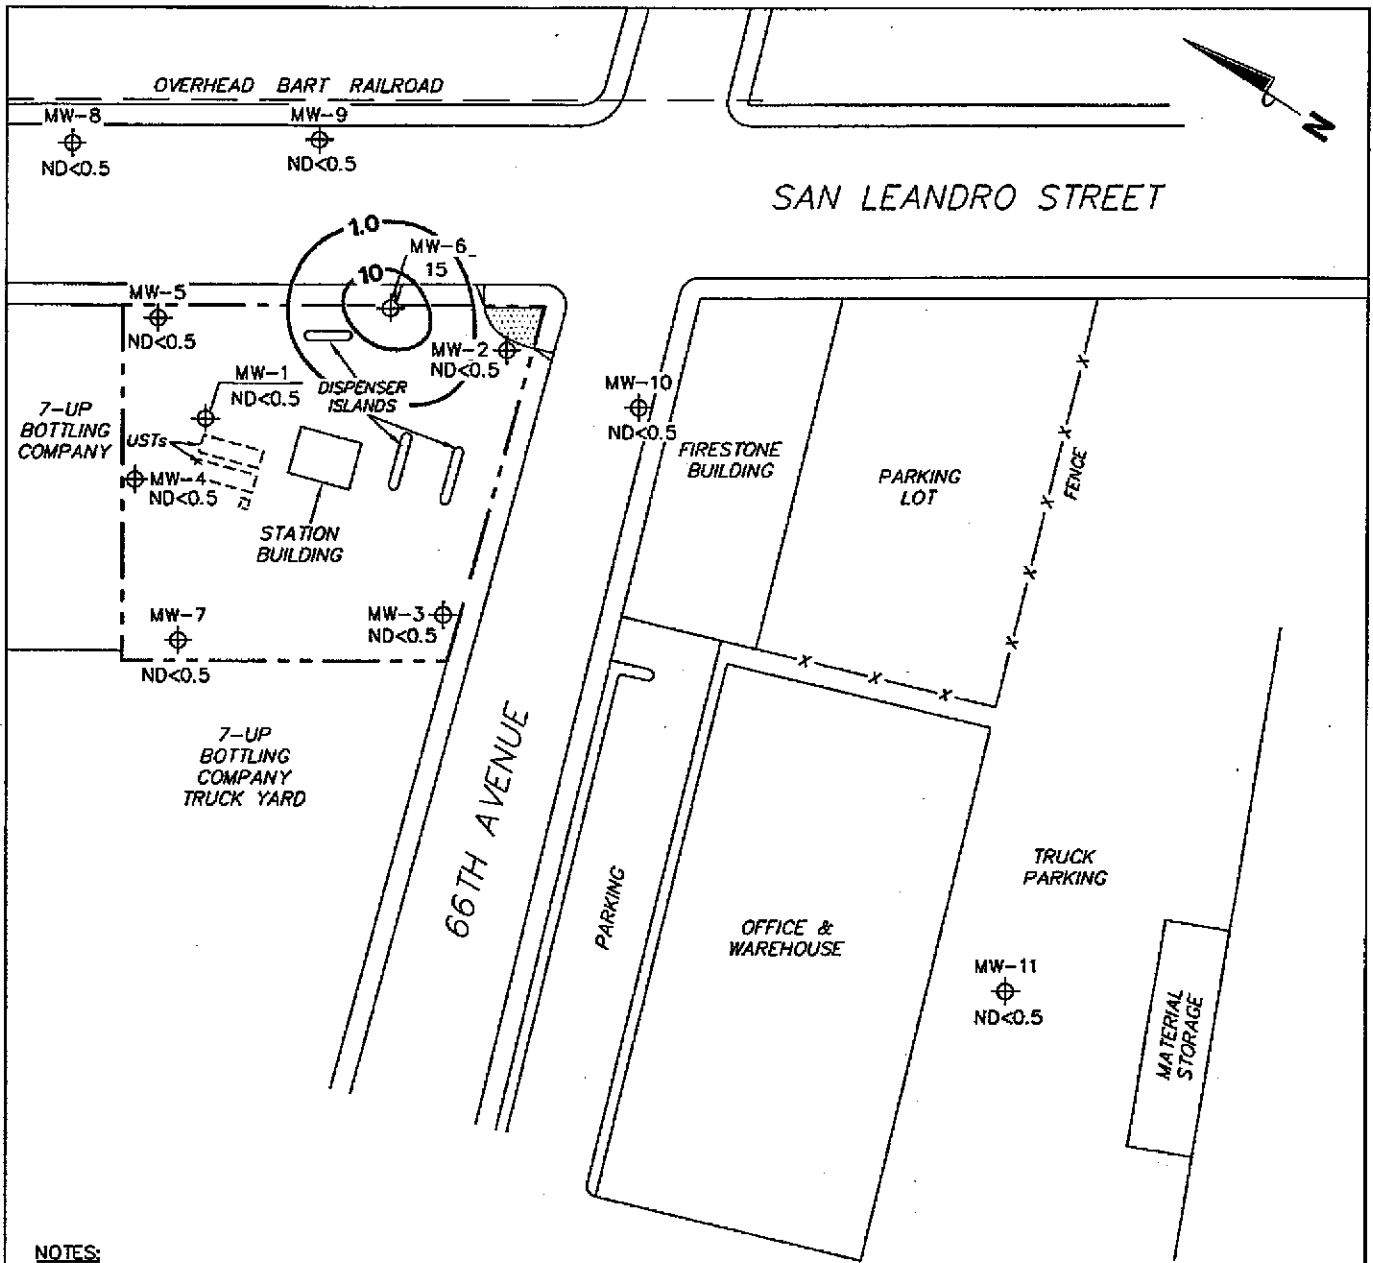 OVERHEAD BART RAILROAD
MW-8
ND<0.5
MW-9
ND<0.5
N
SAN LEANDRO STREET
1.0
10
MW-6
15
MW-5
ND<0.5
MW-2
ND<0.5
MW-1
ND<0.5
DISPENSER
ISLANDS
MW-10
ND<0.5
7-UP
BOTTLING
COMPANY
USTs
MW-4
ND<0.5
STATION
BUILDING
FIRESTONE
BUILDING
PARKING
LOT
X
X
X
FENCE
X
X
MW-7
ND<0.5
MW-3
ND<0.5
X
X
X
7-UP
BOTTLING
COMPANY
TRUCK YARD
66TH AVENUE
PARKING
OFFICE &
WAREHOUSE
TRUCK
PARKING
MW-11
ND<0.5
MATERIAL
STORAGE
NOTES: